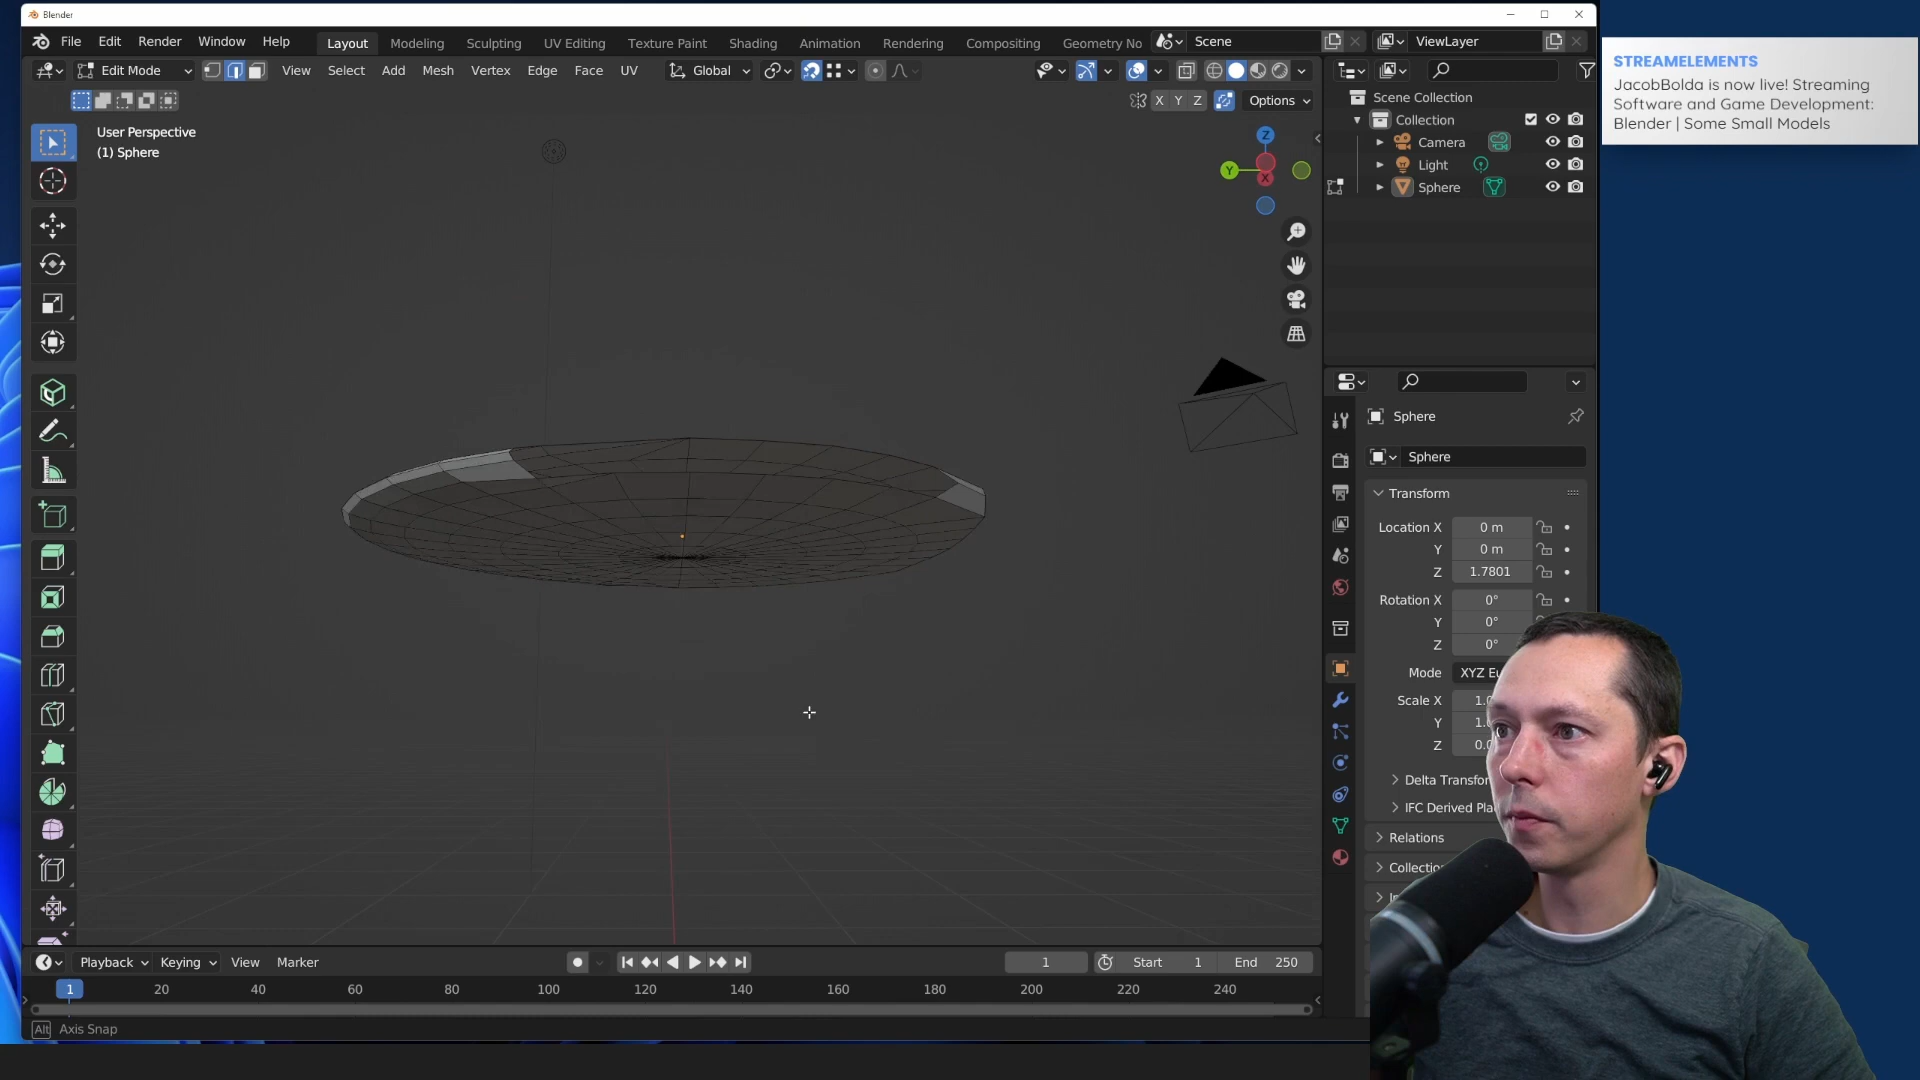 Blender
File Edit Render Window Help
Layout Modeling Sculpting UV Editing Texture Paint Shading Animation Rendering Compositing Geometry No
Scene
ViewLayer
Edit Mode
View Select Add Mesh Vertex Edge Face UV
Global
X Y Z
Options
User Perspective
(1) Sphere
Z
Y
X
Scene Collection
Collection
Camera
Light
Sphere
STREAMELEMENTS
JacobBolda is now live! Streaming
Software and Game Development:
Blender | Some Small Models
Sphere
Sphere
Transform
Location X 0 m
Y 0 m
Z 1.7801
Rotation X 0°
Y 0°
Z 0°
Mode XYZ
Scale X
Y
Z
Delta
IFC Derived
Relations
Playback Keying View Marker
1
Start 1
End 250
1 20 40 60 80 100 120 140 160 180 200 220 240
Alt Axis Snap